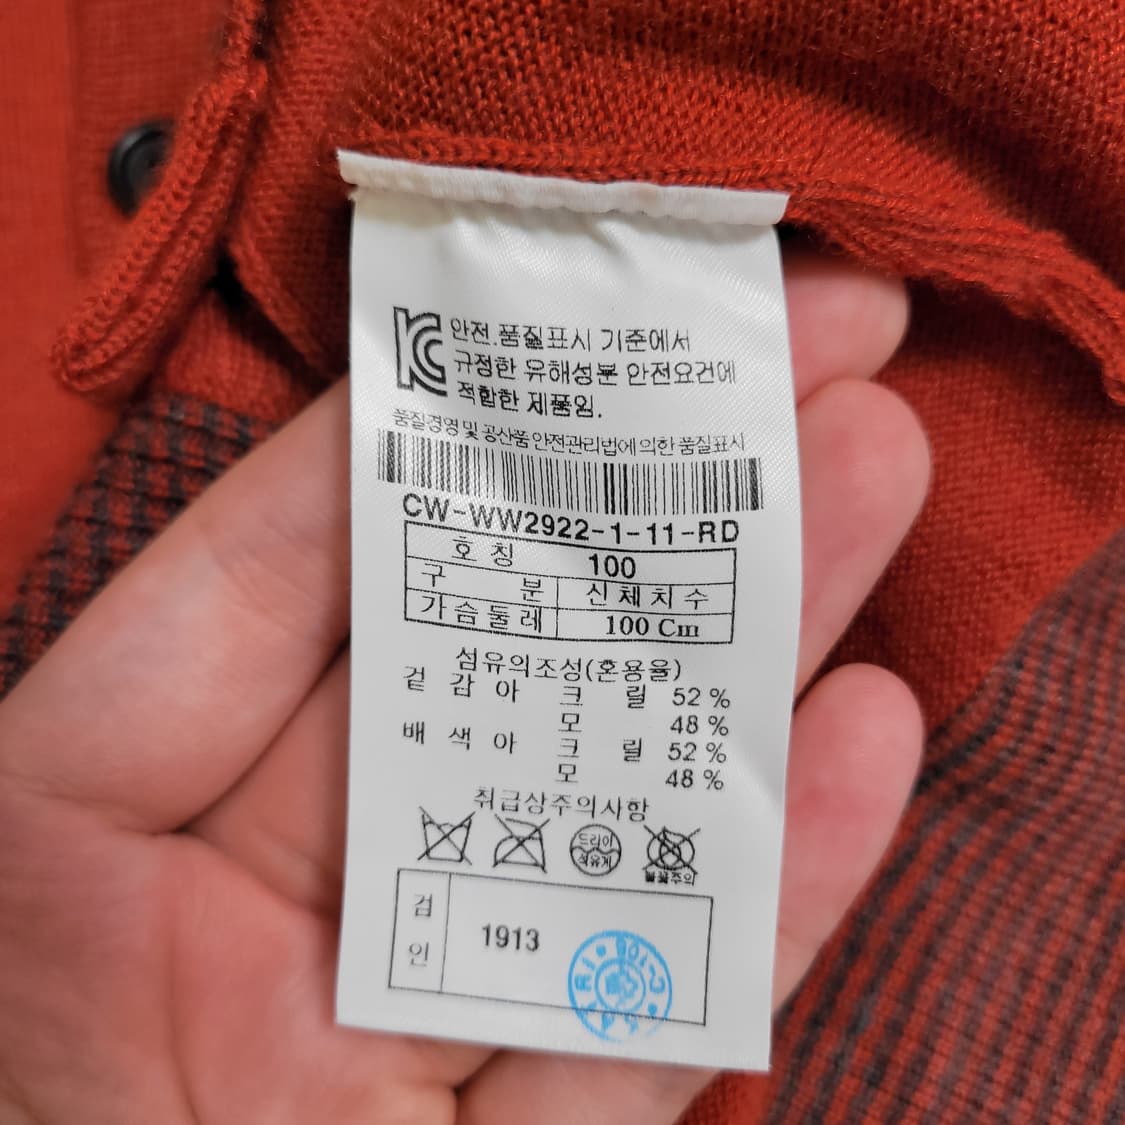 KC 안전.품질표시 기준에서
규정한 유해성분 안전요건에
적합한 제품임.
품질경영 및 공산품 안전관리법에 의한 품질표시
CW-WW2922-1-11-RD
호 칭 100
구 분 신체치수
가슴둘레 100 Cm
섬유의조성(혼용율)
겉 감 아 크 릴 52 %
모 48 %
배 색 아 크 릴 52 %
모 48 %
취급상주의사항
드라이
석유계
불꽃주의
검 인 1913